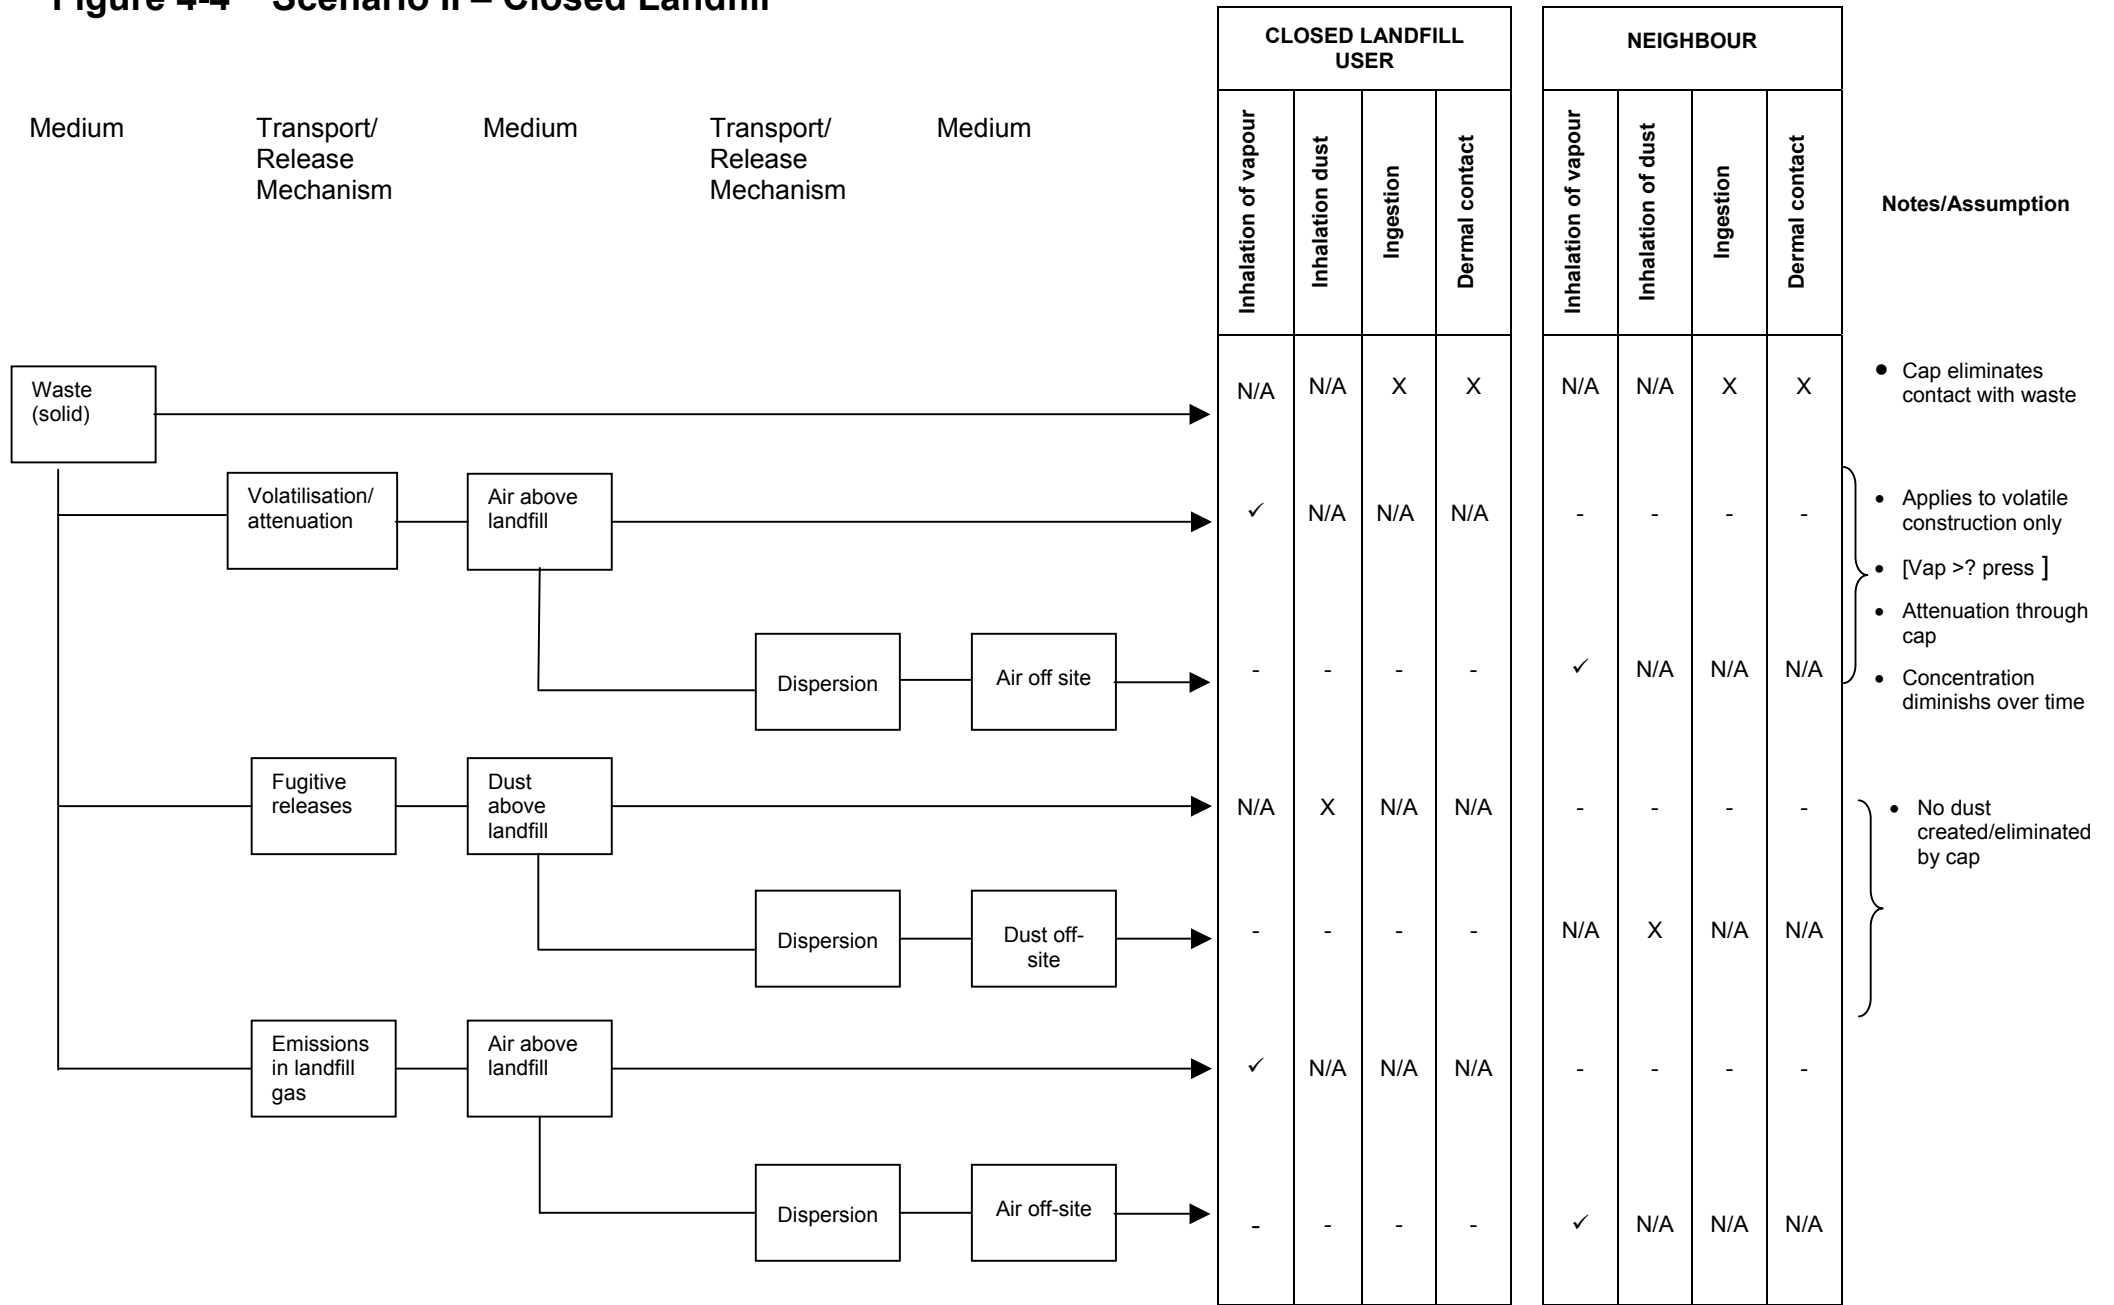 Figure 4-4 Scenario II – Closed Landfill
CLOSED LANDFILL
USER
NEIGHBOUR
Medium
Transport/
Release
Mechanism
Medium
Transport/
Release
Mechanism
Medium
Inhalation of vapour
Inhalation dust
Ingestion
Dermal contact
Inhalation of vapour
Inhalation of dust
Ingestion
Dermal contact
Notes/Assumption
Waste
(solid)
N/A N/A X X N/A N/A X X
• Cap eliminates
contact with waste
Volatilisation/
attenuation
Air above
landfill
✓ N/A N/A N/A - - - -
• Applies to volatile
construction only
• [Vap >? press ]
• Attenuation through
cap
• Concentration
diminishs over time
Dispersion
Air off site
- - - - ✓ N/A N/A N/A
Fugitive
releases
Dust
above
landfill
N/A X N/A N/A - - - -
• No dust
created/eliminated
by cap
Dispersion
Dust off-
site
- - - - N/A X N/A N/A
Emissions
in landfill
gas
Air above
landfill
✓ N/A N/A N/A - - - -
Dispersion
Air off-site
- - - - ✓ N/A N/A N/A